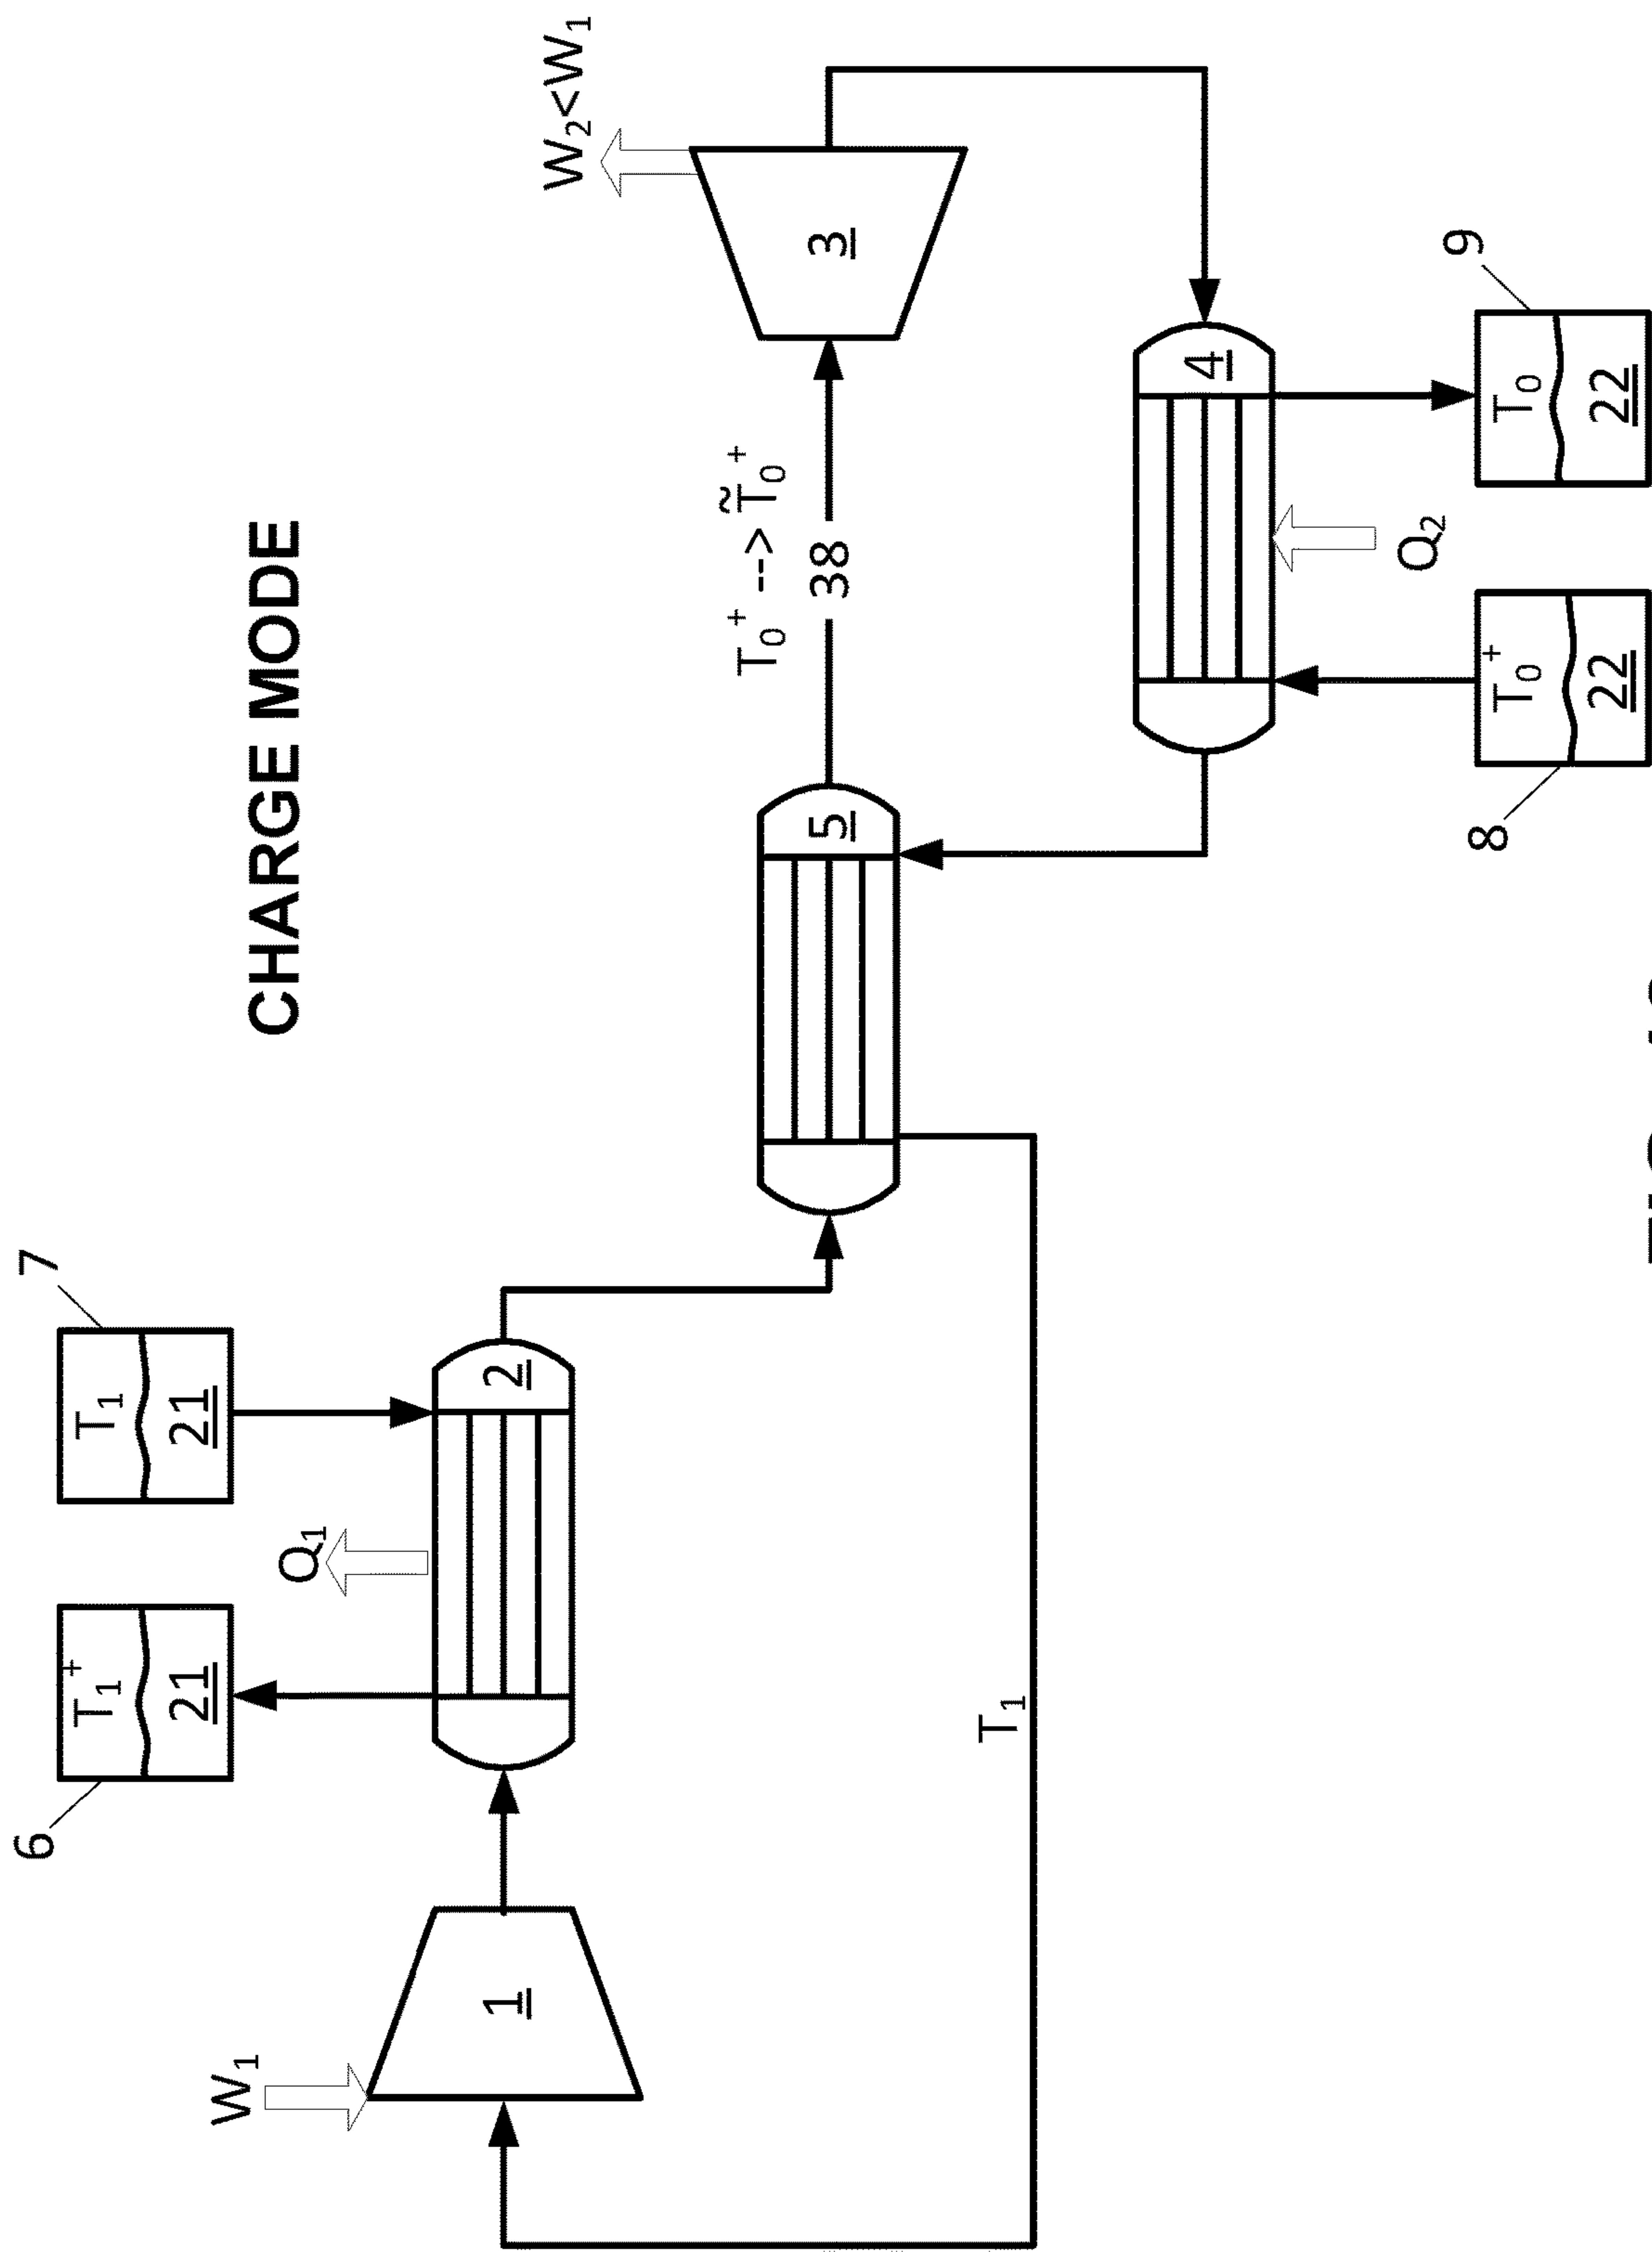 CHARGE MODE
6
7
T₁⁺
21
T₁
21
Q₁
W₁
1
2
T₁
5
T₀⁺ --> T̃₀⁺
38
W₂<W₁
3
4
Q₂
8
9
T₀⁺
22
T₀
22